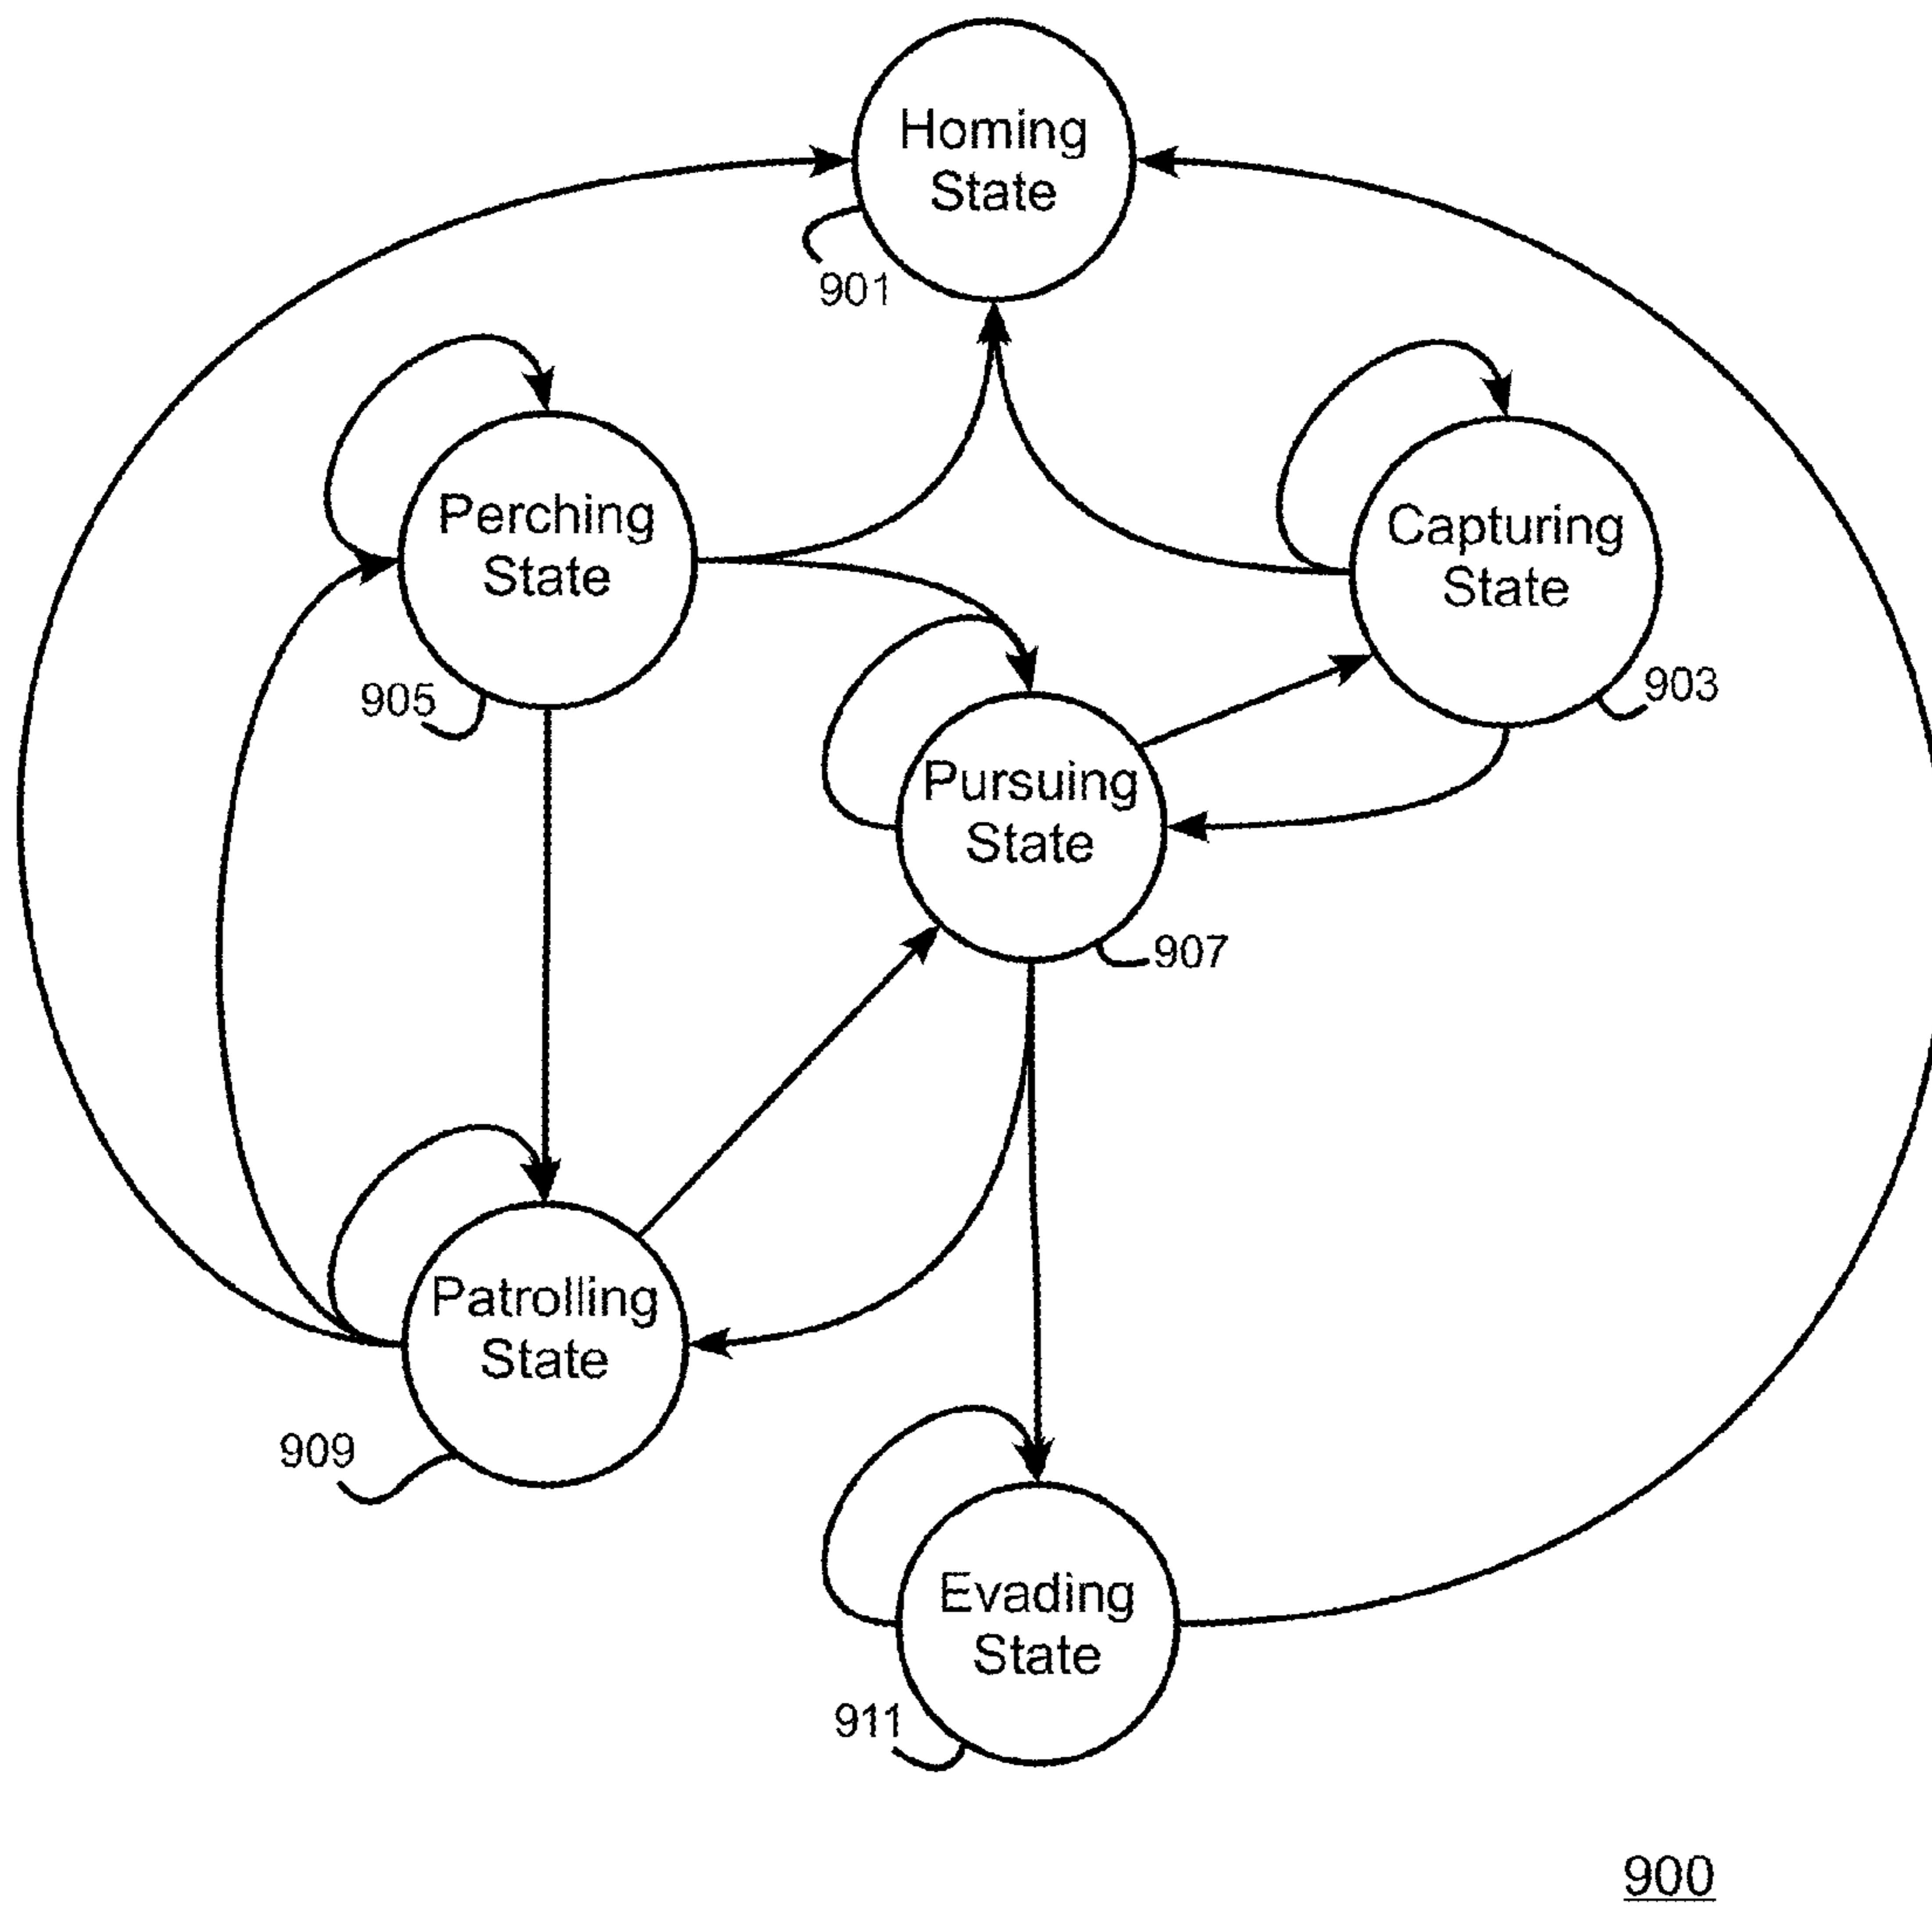 Homing
State
901
Perching
State
905
Capturing
State
903
Pursuing
State
907
Patrolling
State
909
Evading
State
911
900